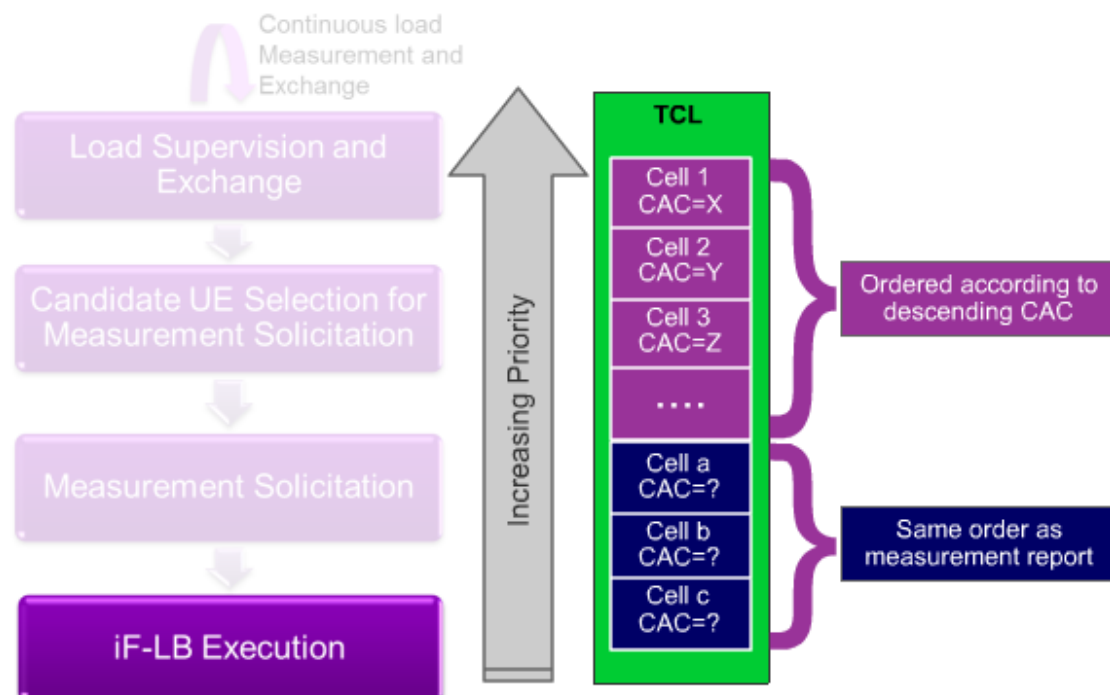 Continuous load
Measurement and
Exchange
Load Supervision and
Exchange
Candidate UE Selection for
Measurement Solicitation
Measurement Solicitation
iF-LB Execution
Increasing Priority
TCL
Cell 1
CAC=X
Cell 2
CAC=Y
Cell 3
CAC=Z
....
Cell a
CAC=?
Cell b
CAC=?
Cell c
CAC=?
Ordered according to
descending CAC
Same order as
measurement report